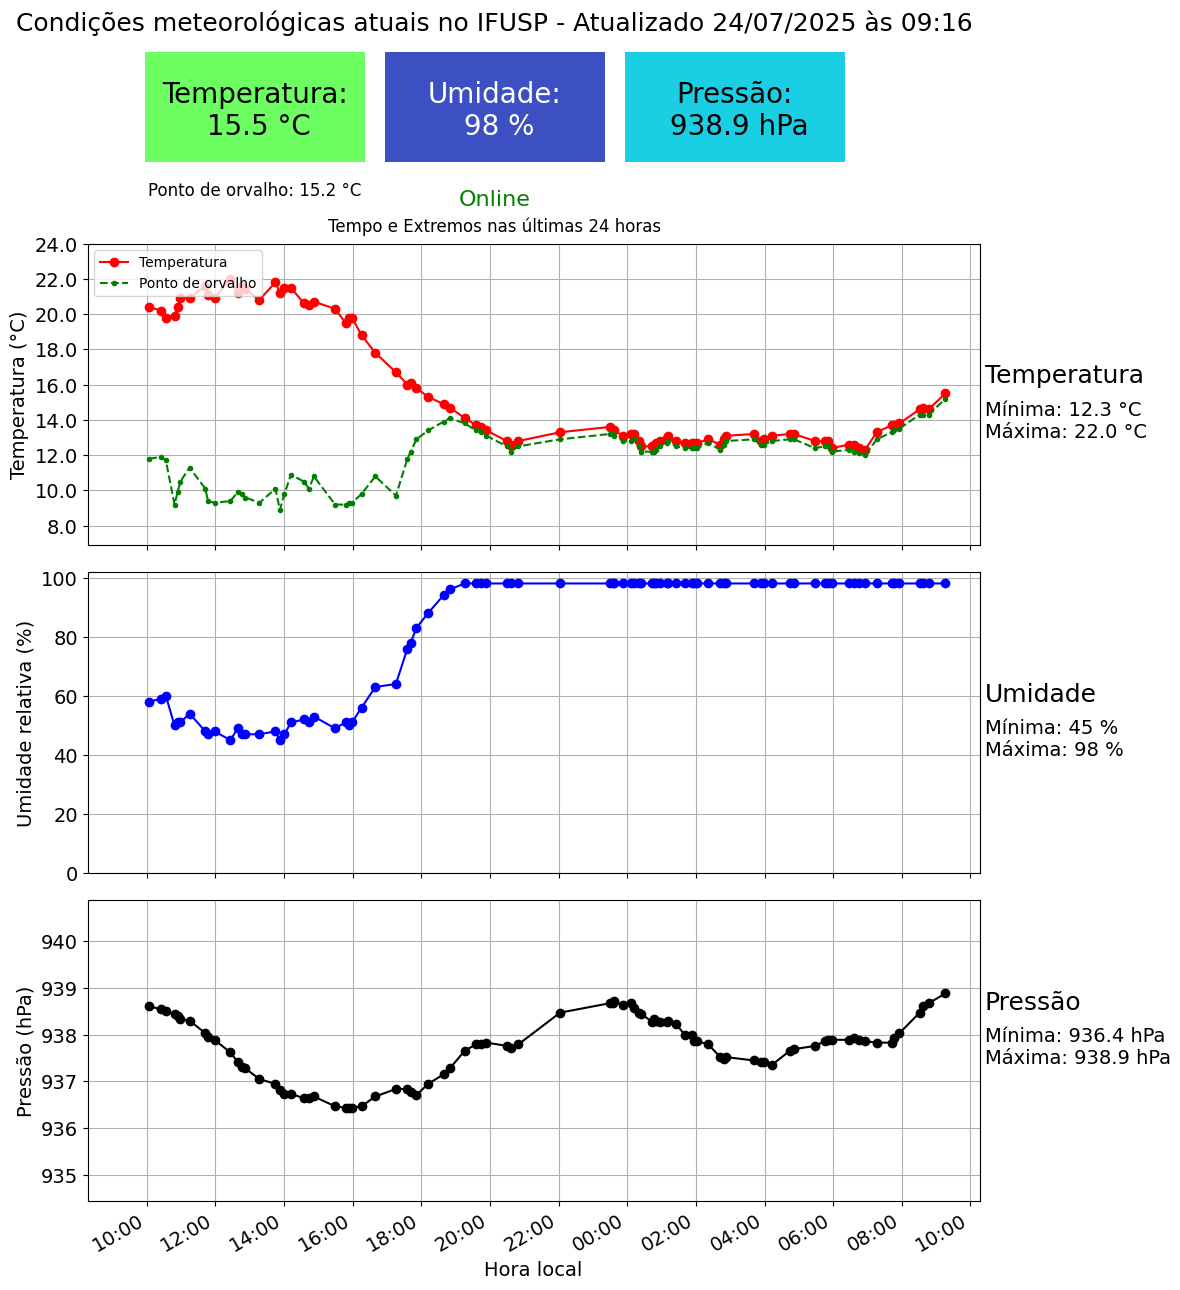 Condições meteorológicas atuais no IFUSP - Atualizado 24/07/2025 às 09:16
Temperatura:
15.5 °C
Umidade:
98 %
Pressão:
938.9 hPa
Ponto de orvalho: 15.2 °C
Online
Tempo e Extremos nas últimas 24 horas
Temperatura
Ponto de orvalho
24.0
22.0
20.0
18.0
16.0
14.0
12.0
10.0
8.0
Temperatura (°C)
Temperatura
Mínima: 12.3 °C
Máxima: 22.0 °C
100
80
60
40
20
0
Umidade relativa (%)
Umidade
Mínima: 45 %
Máxima: 98 %
940
939
938
937
936
935
Pressão (hPa)
Pressão
Mínima: 936.4 hPa
Máxima: 938.9 hPa
10:00
12:00
14:00
16:00
18:00
20:00
22:00
00:00
02:00
04:00
06:00
08:00
10:00
Hora local